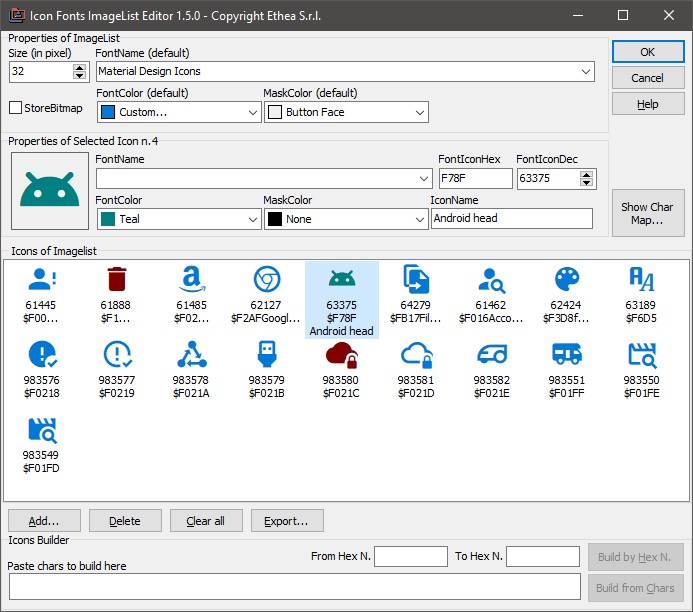 Icon Fonts ImageList Editor 1.5.0 - Copyright Ethea S.r.l.
Properties of ImageList
Size (in pixel) FontName (default)
32 Material Design Icons
OK
Cancel
Help
StoreBitmap
FontColor (default) MaskColor (default)
Custom... Button Face
Properties of Selected Icon n.4
FontName FontIconHex FontIconDec
F78F 63375
FontColor MaskColor IconName
Teal None Android head
Show Char
Map...
Icons of Imagelist
61445 61888 61485 62127 63375 64279 61462 62424 63189
$F00... $F1... $F02... $F2AFGoogl... $F78F $FB17Fil... $F016Acco... $F3D8f... $F6D5
Android head
983576 983577 983578 983579 983580 983581 983582 983551 983550
$F0218 $F0219 $F021A $F021B $F021C $F021D $F021E $F01FF $F01FE
983549
$F01FD
Add... Delete Clear all Export...
Icons Builder
From Hex N. To Hex N. Build by Hex N.
Paste chars to build here
Build from Chars